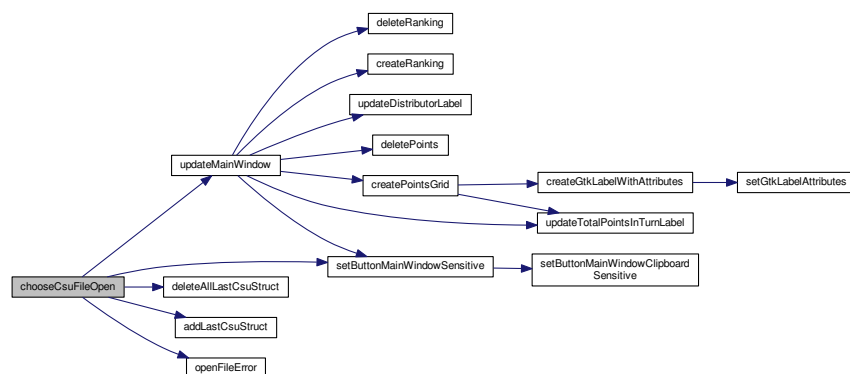 deleteRanking
createRanking
updateDistributorLabel
deletePoints
updateMainWindow
createPointsGrid
createGtkLabelWithAttributes
setGtkLabelAttributes
updateTotalPointsInTurnLabel
setButtonMainWindowSensitive
setButtonMainWindowClipboard
Sensitive
chooseCsuFileOpen
deleteAllLastCsuStruct
addLastCsuStruct
openFileError